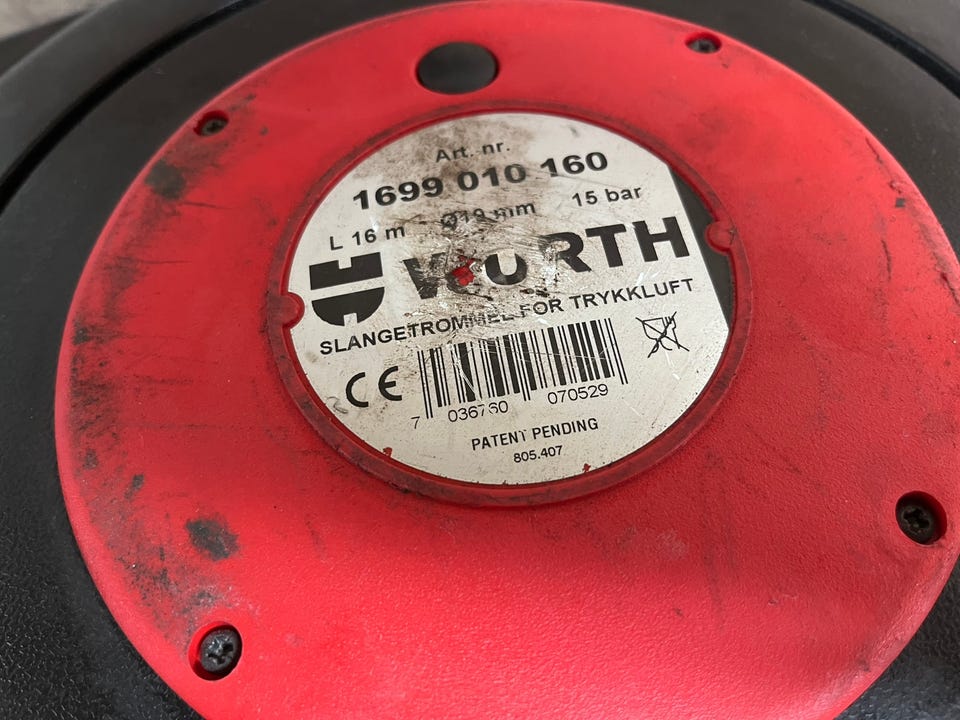 Art. nr.
1699 010 160
L 16 m - mm 15 bar
WÜRTH
SLANGETROMMEL FOR TRYKKLUFT
CE
7 036760 070529
PATENT PENDING
805.407